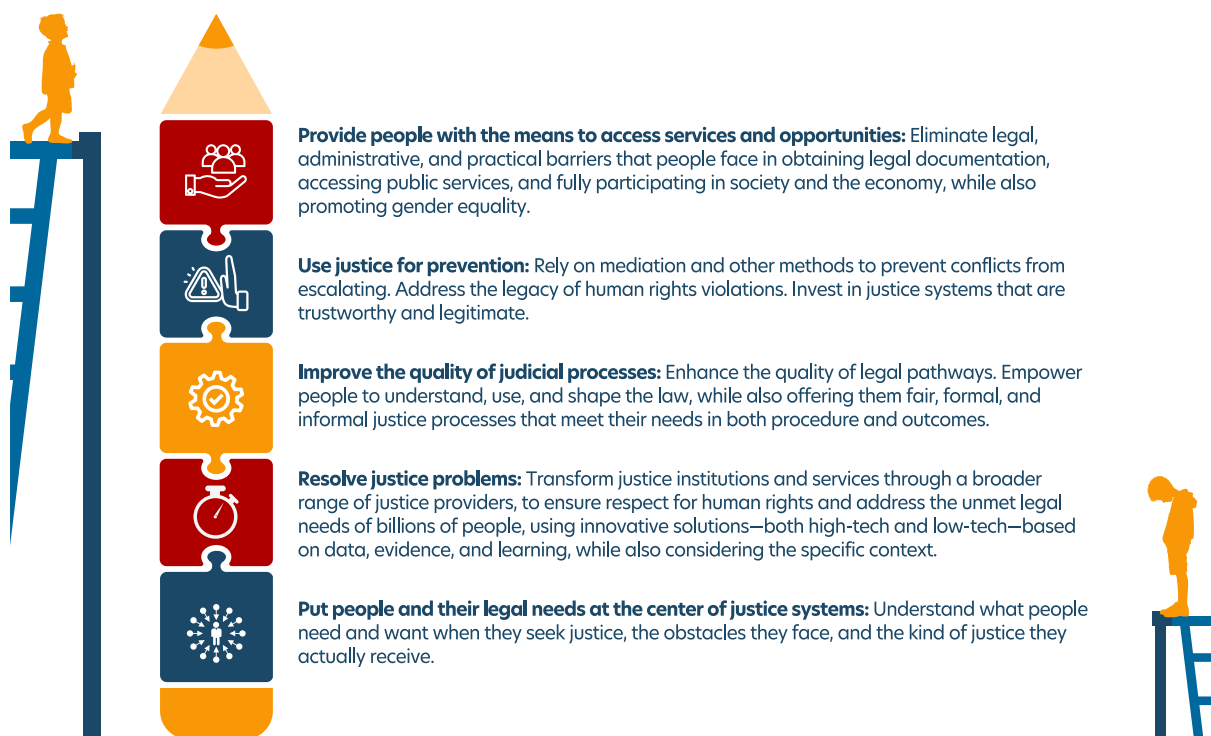 Provide people with the means to access services and opportunities: Eliminate legal,
administrative, and practical barriers that people face in obtaining legal documentation,
accessing public services, and fully participating in society and the economy, while also
promoting gender equality.
Use justice for prevention: Rely on mediation and other methods to prevent conflicts from
escalating. Address the legacy of human rights violations. Invest in justice systems that are
trustworthy and legitimate.
Improve the quality of judicial processes: Enhance the quality of legal pathways. Empower
people to understand, use, and shape the law, while also offering them fair, formal, and
informal justice processes that meet their needs in both procedure and outcomes.
Resolve justice problems: Transform justice institutions and services through a broader
range of justice providers, to ensure respect for human rights and address the unmet legal
needs of billions of people, using innovative solutions—both high-tech and low-tech—based
on data, evidence, and learning, while also considering the specific context.
Put people and their legal needs at the center of justice systems: Understand what people
need and want when they seek justice, the obstacles they face, and the kind of justice they
actually receive.